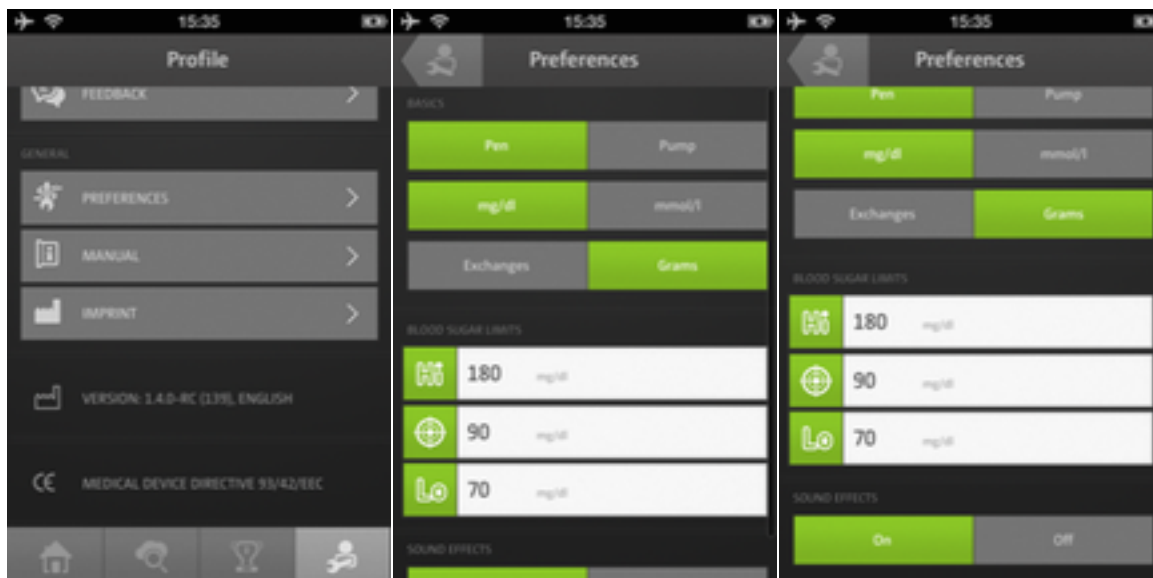 15:35
Profile
FEEDBACK
GENERAL
PREFERENCES
MANUAL
IMPRINT
VERSION: 1.4.0-RC (139), ENGLISH
CE MEDICAL DEVICE DIRECTIVE 93/42/EEC
15:35
Preferences
BASICS
Pen Pump
mg/dl mmol/l
Exchanges Grams
BLOOD SUGAR LIMITS
Hi 180 mg/dl
90 mg/dl
Lo 70 mg/dl
SOUND EFFECTS
15:35
Preferences
Pen Pump
mg/dl mmol/l
Exchanges Grams
BLOOD SUGAR LIMITS
Hi 180 mg/dl
90 mg/dl
Lo 70 mg/dl
SOUND EFFECTS
On Off